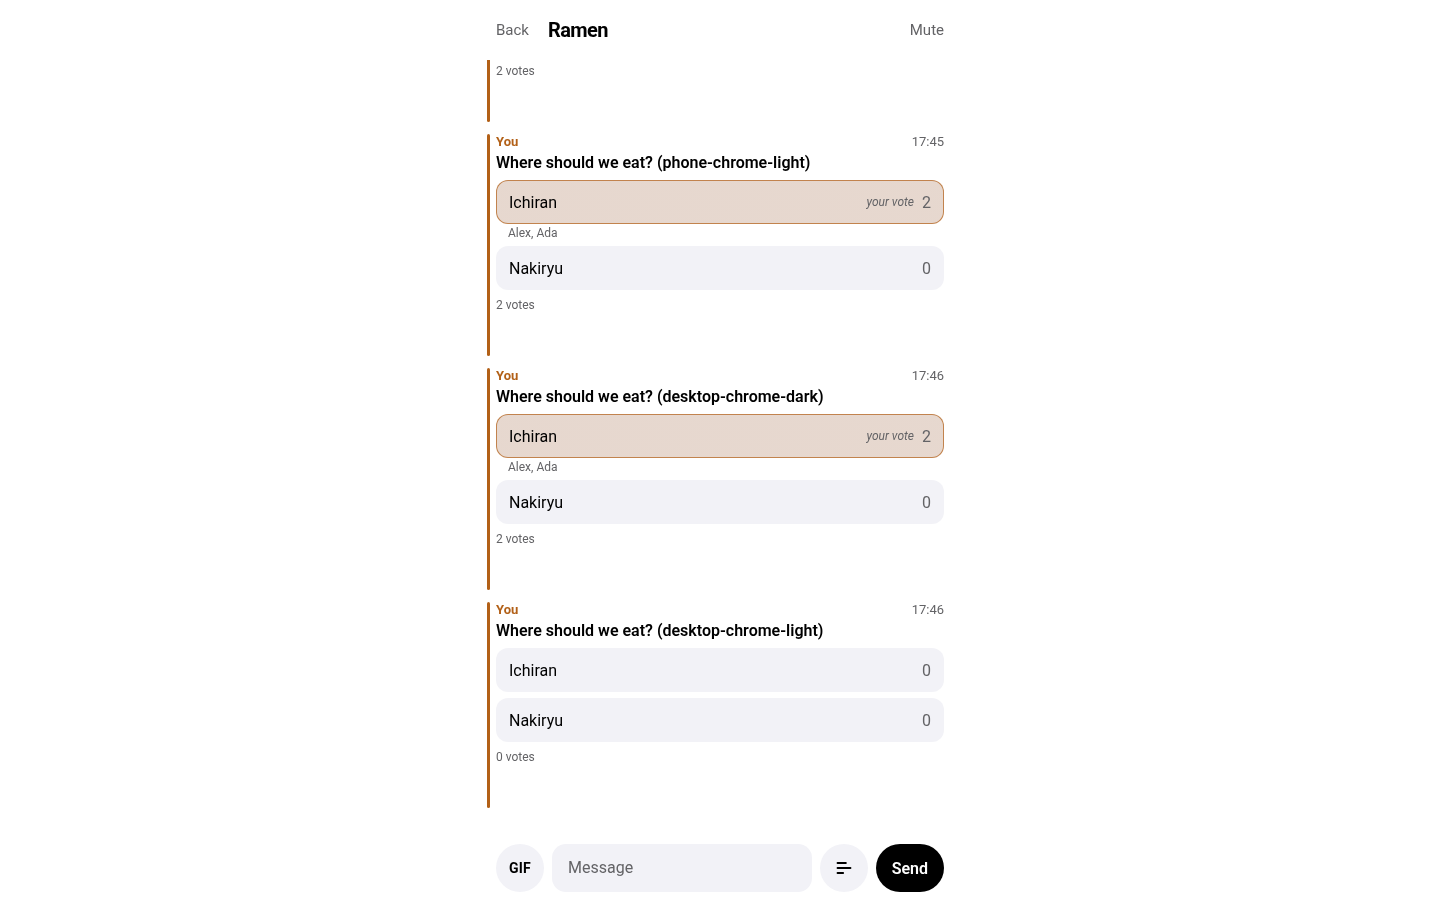 Back Ramen Mute
2 votes
You 17:45
Where should we eat? (phone-chrome-light)
Ichiran your vote 2
Alex, Ada
Nakiryu 0
2 votes
You 17:46
Where should we eat? (desktop-chrome-dark)
Ichiran your vote 2
Alex, Ada
Nakiryu 0
2 votes
You 17:46
Where should we eat? (desktop-chrome-light)
Ichiran 0
Nakiryu 0
0 votes
GIF Message Send